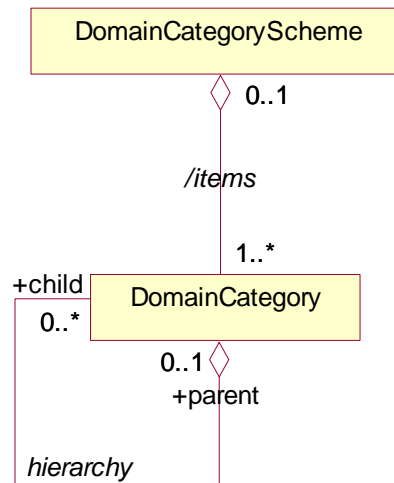 DomainCategoryScheme
0..1
/items
1..*
+child
DomainCategory
0..*
0..1
+parent
hierarchy